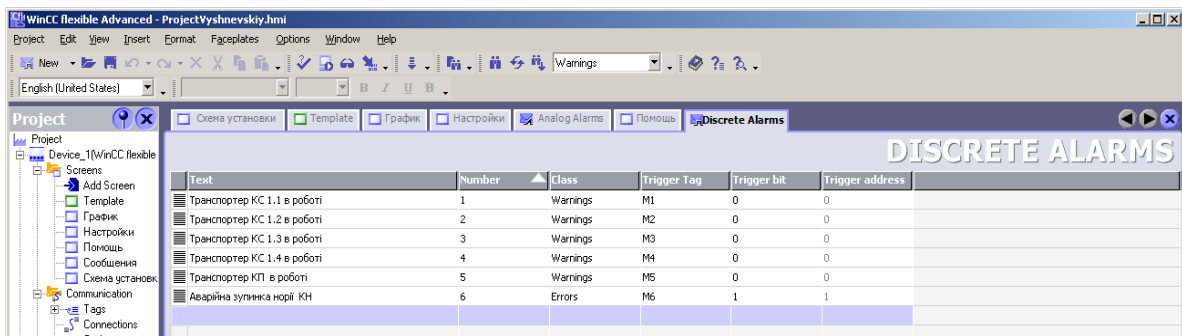 WinCC flexible Advanced - ProjectVyshnevskiy.hmi
Project Edit View Insert Format Faceplates Options Window Help
New Warnings
English (United States) B I U B
Project Схема установки Template График Настройки Analog Alarms Помощь Discrete Alarms
Project
Device_1(WinCC flexible DISCRETE ALARMS
Screens
Add Screen Text Number Class Trigger Tag Trigger bit Trigger address
Template Транспортер КС 1.1 в роботі 1 Warnings M1 0 0
График Транспортер КС 1.2 в роботі 2 Warnings M2 0 0
Настройки Транспортер КС 1.3 в роботі 3 Warnings M3 0 0
Помощь
Сообщения Транспортер КС 1.4 в роботі 4 Warnings M4 0 0
Схема установк Транспортер КП в роботі 5 Warnings M5 0 0
Communication Аварійна зупинка норії КН 6 Errors M6 1 1
Tags
Connections